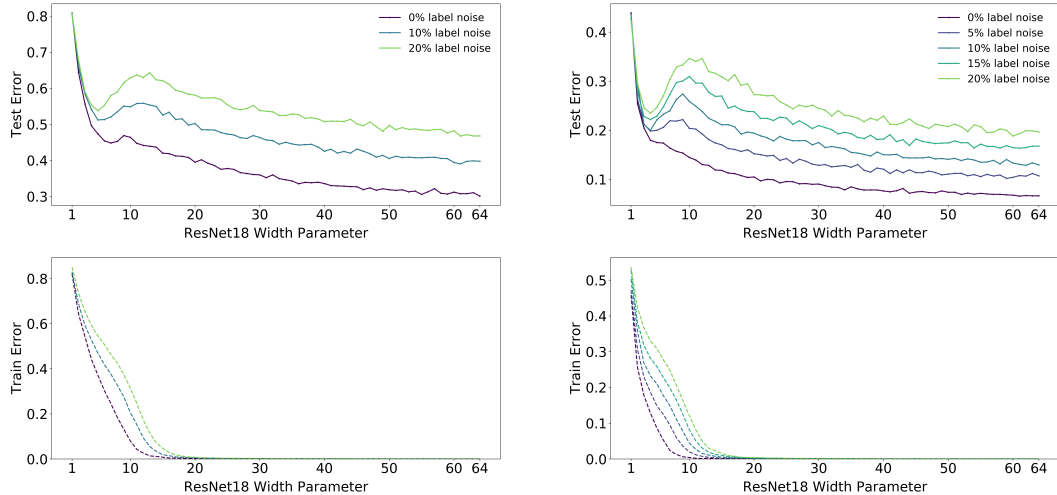 Test Error
0.8
0.7
0.6
0.5
0.4
0.3
1 10 20 30 40 50 60 64
ResNet18 Width Parameter
0% label noise
10% label noise
20% label noise
Test Error
0.4
0.3
0.2
0.1
1 10 20 30 40 50 60 64
ResNet18 Width Parameter
0% label noise
5% label noise
10% label noise
15% label noise
20% label noise
Train Error
0.8
0.6
0.4
0.2
0.0
1 10 20 30 40 50 60 64
ResNet18 Width Parameter
Train Error
0.5
0.4
0.3
0.2
0.1
0.0
1 10 20 30 40 50 60 64
ResNet18 Width Parameter